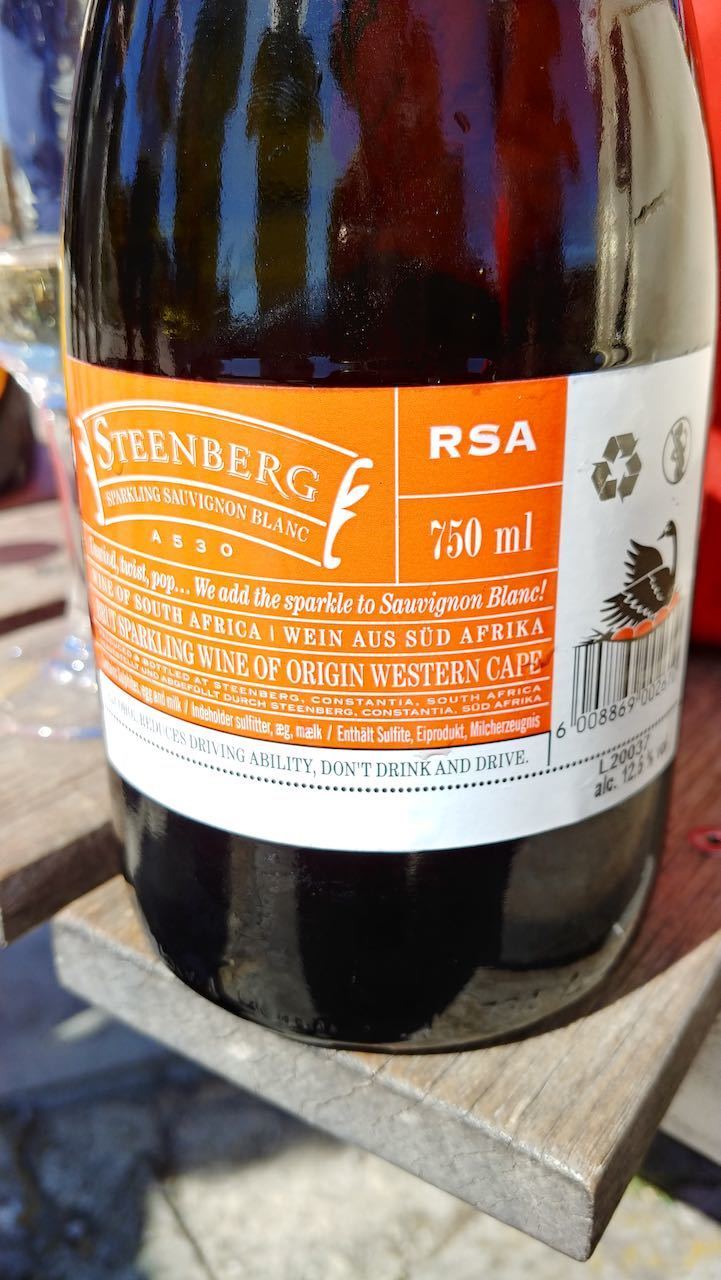 STEENBERG
SPARKLING SAUVIGNON BLANC
A530
RSA
750 ml
twist, pop... We add the sparkle to Sauvignon Blanc!
WINE OF SOUTH AFRICA | WEIN AUS SÜD AFRIKA
BRUT SPARKLING WINE OF ORIGIN WESTERN CAPE
& BOTTLED AT STEENBERG, CONSTANTIA, SOUTH AFRICA
UND ABGEFÜLLT DURCH STEENBERG, CONSTANTIA, SÜD AFRIKA
egg and milk / Indeholder sulfitter, æg, mælk / Enthält Sulfite, Eiprodukt, Milcherzeugnis
REDUCES DRIVING ABILITY, DON'T DRINK AND DRIVE.
6 008869
L20037
alc. 12.5 % vol